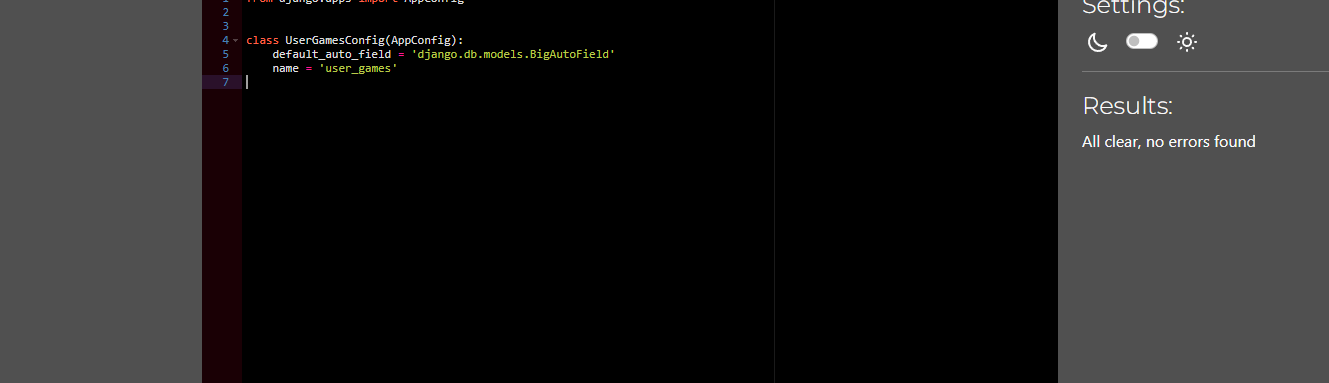 1 from django.apps import AppConfig
2
3
4 class UserGamesConfig(AppConfig):
5     default_auto_field = 'django.db.models.BigAutoField'
6     name = 'user_games'
7
Settings:
Results:
All clear, no errors found